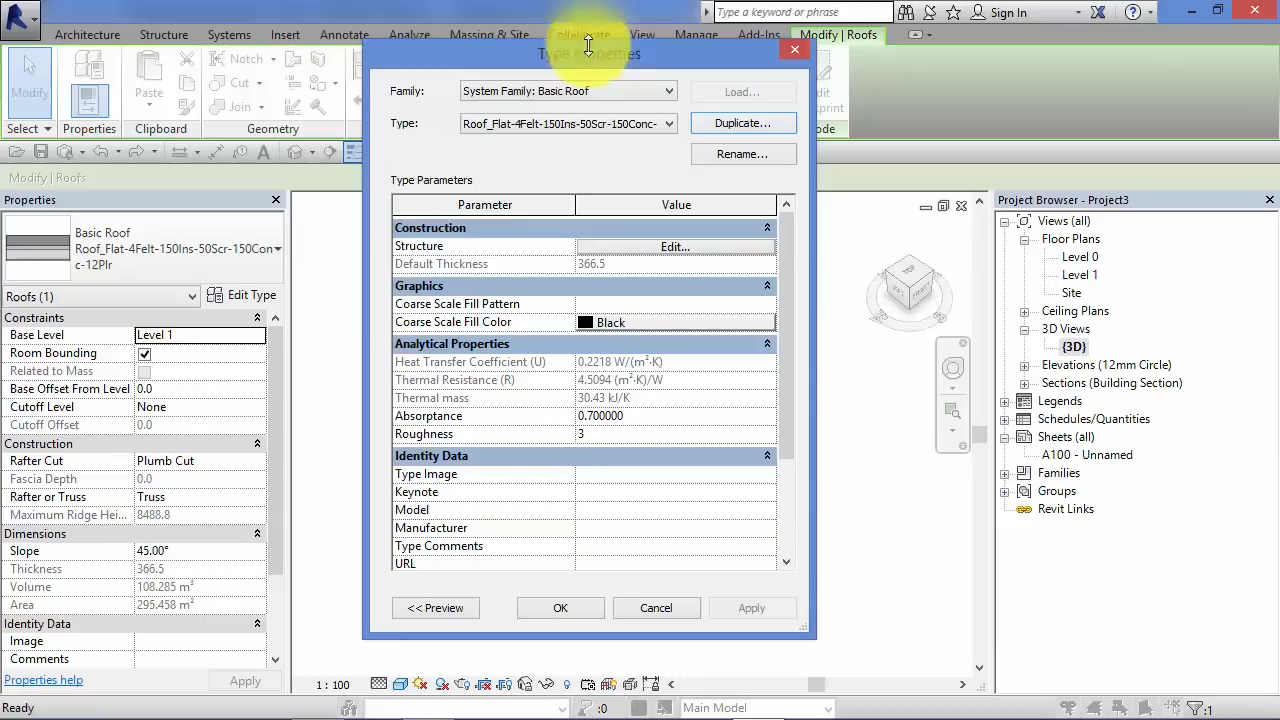 Type a keyword or phrase
Sign In
Architecture Structure Systems Insert Annotate Analyze Massing & Site Collaborate View Manage Add-Ins Modify | Roofs
Modify
Paste
Notch
Cut
Join
Select Properties Clipboard Geometry
Modify | Roofs
Properties
Basic Roof
Roof_Flat-4Felt-150Ins-50Scr-150Con
c-12Plr
Roofs (1)
Edit Type
Constraints
Base Level Level 1
Room Bounding
Related to Mass
Base Offset From Level 0.0
Cutoff Level None
Cutoff Offset 0.0
Construction
Rafter Cut Plumb Cut
Fascia Depth 0.0
Rafter or Truss Truss
Maximum Ridge Hei... 8488.8
Dimensions
Slope 45.00°
Thickness 366.5
Volume 108.285 m³
Area 295.458 m²
Identity Data
Image
Comments
Properties help
Apply
Type Properties
Family: System Family: Basic Roof Load...
Type: Roof_Flat-4Felt-150Ins-50Scr-150Conc- Duplicate...
Rename...
Type Parameters
Parameter Value
Construction
Structure Edit...
Default Thickness 366.5
Graphics
Coarse Scale Fill Pattern
Coarse Scale Fill Color Black
Analytical Properties
Heat Transfer Coefficient (U) 0.2218 W/(m²·K)
Thermal Resistance (R) 4.5094 (m²·K)/W
Thermal mass 30.43 kJ/K
Absorptance 0.700000
Roughness 3
Identity Data
Type Image
Keynote
Model
Manufacturer
Type Comments
URL
<< Preview OK Cancel Apply
TOP
FRONT
Project Browser - Project3
Views (all)
Floor Plans
Level 0
Level 1
Site
Ceiling Plans
3D Views
{3D}
Elevations (12mm Circle)
Sections (Building Section)
Legends
Schedules/Quantities
Sheets (all)
A100 - Unnamed
Families
Groups
Revit Links
1 : 100
Ready
:0
Main Model
:1